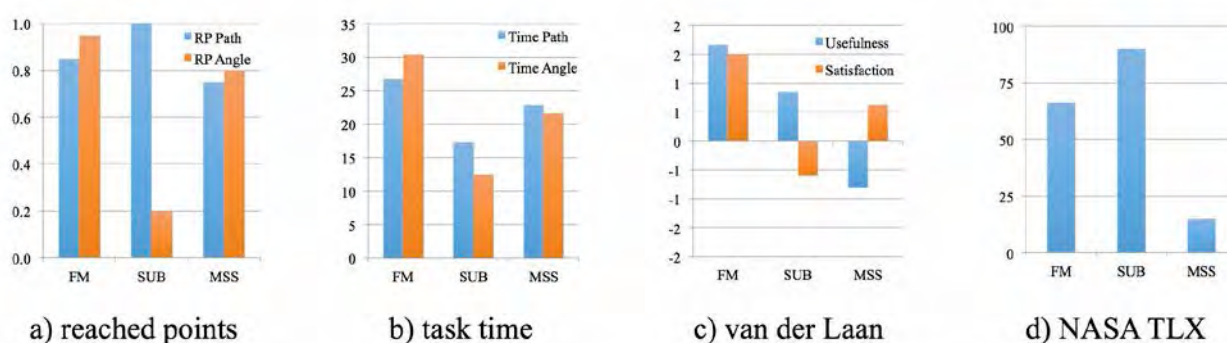 1.0
0.8
0.6
0.4
0.2
0.0
RP Path
RP Angle
FM SUB MSS
a) reached points
35
30
25
20
15
10
5
0
Time Path
Time Angle
FM SUB MSS
b) task time
2
2
1
1
0
-1
-1
-2
-2
Usefulness
Satisfaction
FM SUB MSS
c) van der Laan
100
75
50
25
0
FM SUB MSS
d) NASA TLX